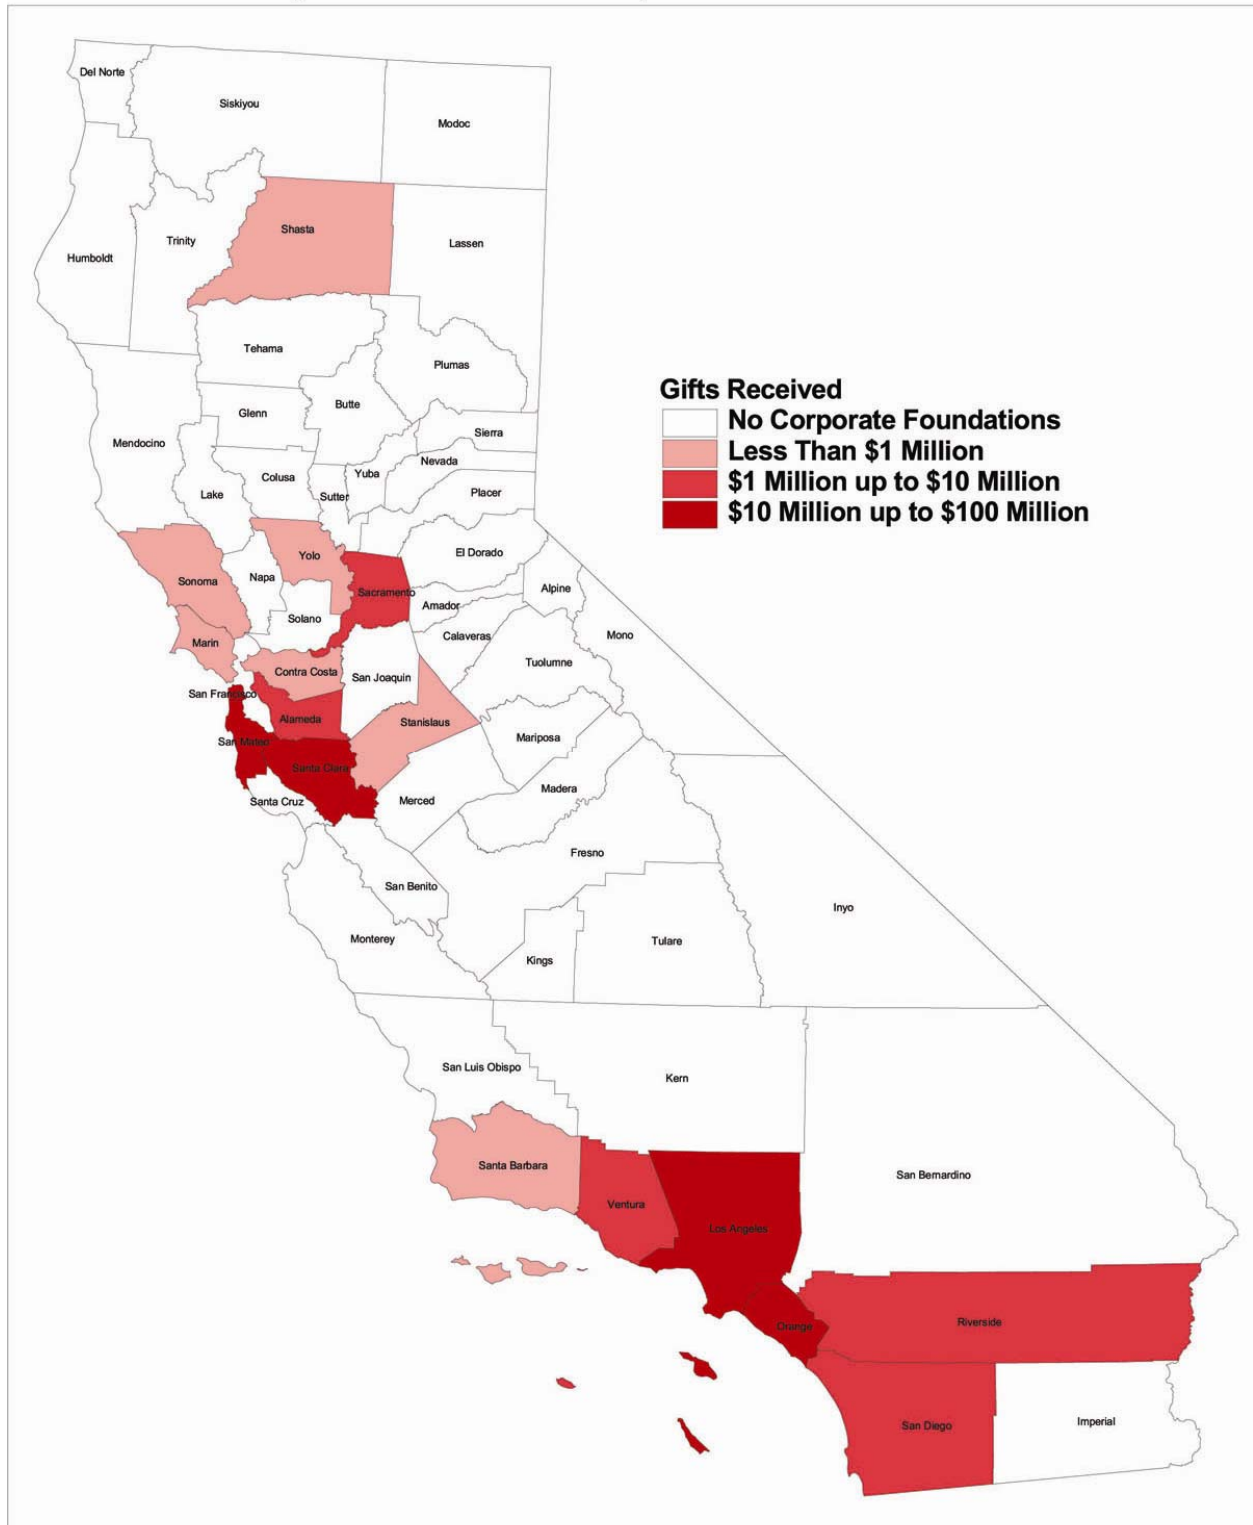 Del Norte
Siskiyou
Modoc
Shasta
Trinity
Lassen
Humboldt
Tehama
Plumas
Gifts Received
No Corporate Foundations
Less Than $1 Million
$1 Million up to $10 Million
$10 Million up to $100 Million
Butte
Glenn
Sierra
Mendocino
Nevada
Yuba
Colusa
Placer
Lake
Sutter
El Dorado
Yolo
Napa
Sonoma
Alpine
Sacramento
Amador
Solano
Calaveras
Mono
Marin
Tuolumne
Contra Costa
San Joaquin
San Francisco
Alameda
Stanislaus
Mariposa
San Mateo
Santa Clara
Madera
Santa Cruz
Merced
Fresno
San Benito
Inyo
Monterey
Tulare
Kings
San Luis Obispo
Kern
Santa Barbara
San Bernardino
Ventura
Los Angeles
Riverside
Orange
Imperial
San Diego